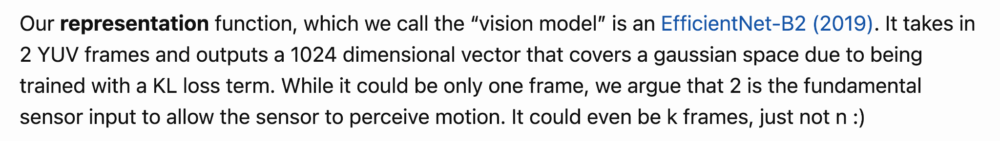 Our representation function, which we call the “vision model” is an EfficientNet-B2 (2019). It takes in
2 YUV frames and outputs a 1024 dimensional vector that covers a gaussian space due to being
trained with a KL loss term. While it could be only one frame, we argue that 2 is the fundamental
sensor input to allow the sensor to perceive motion. It could even be k frames, just not n :)